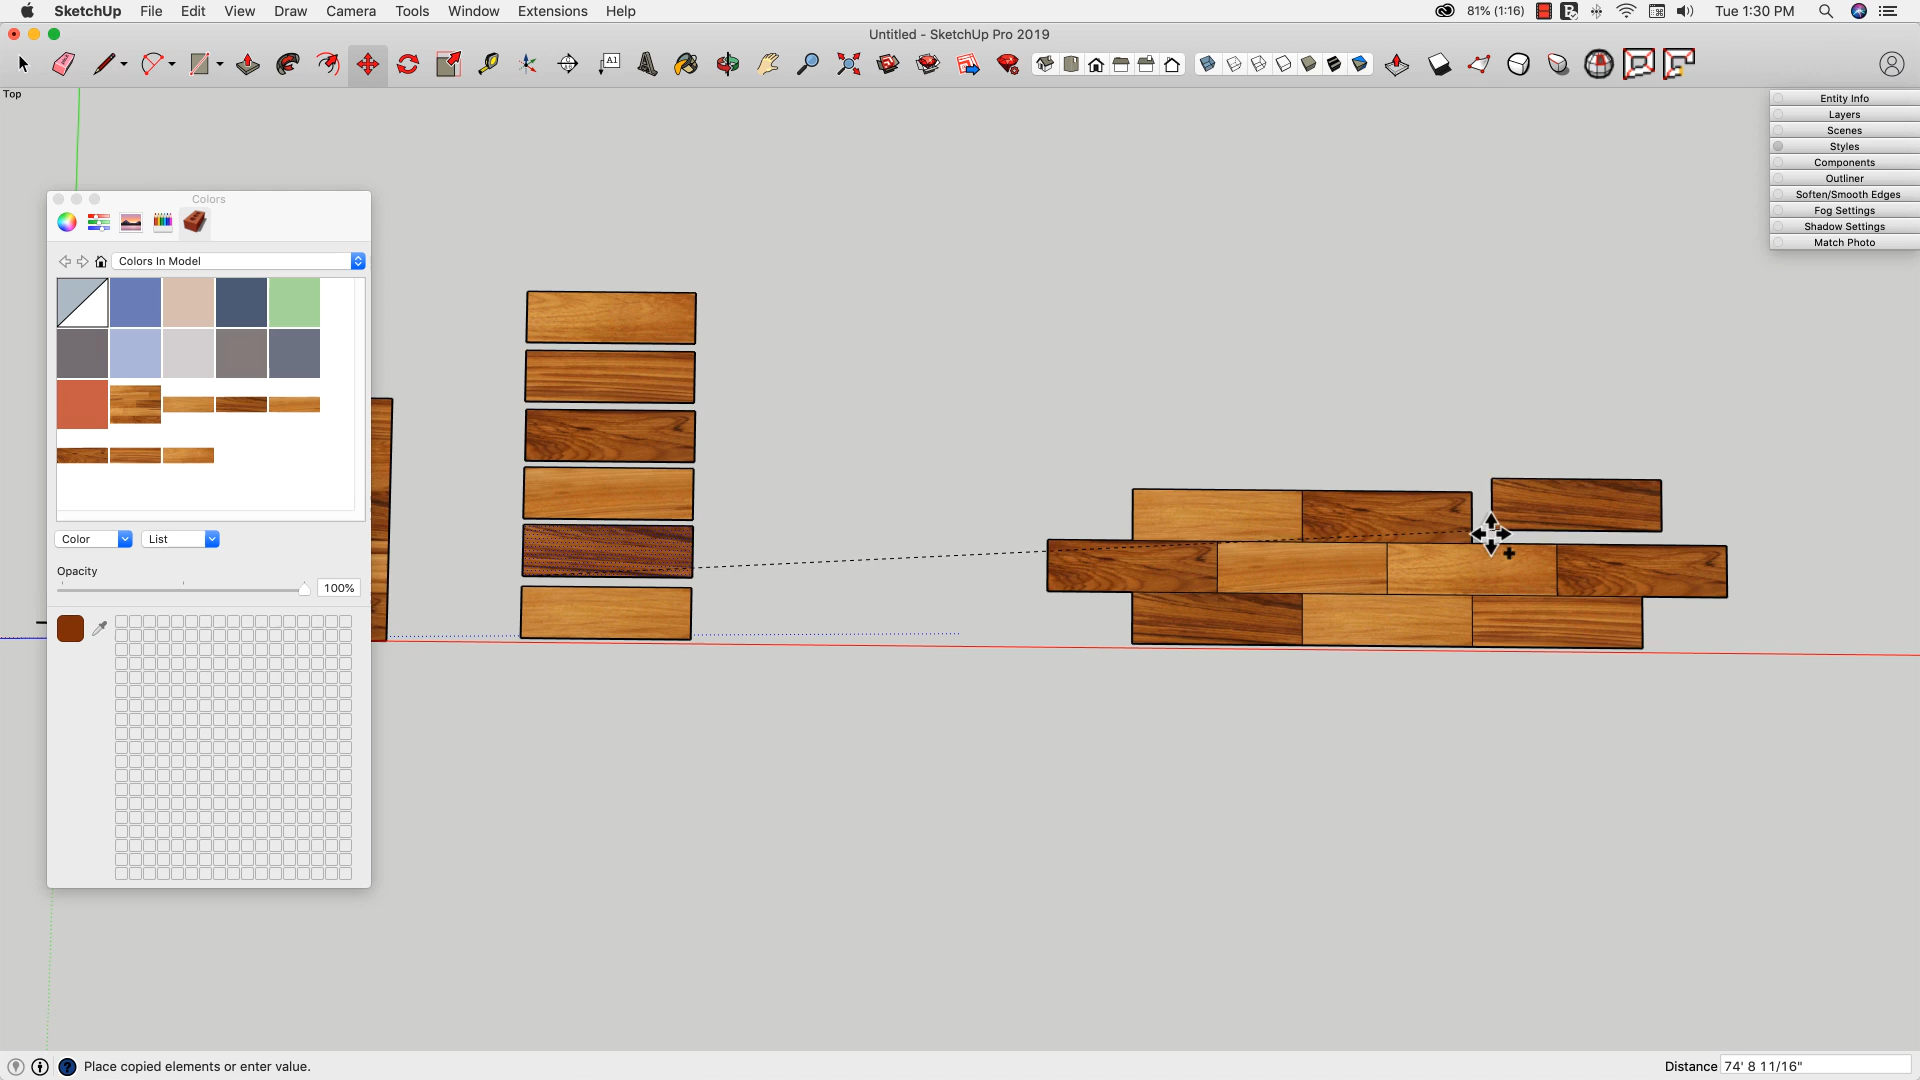 SketchUp File Edit View Draw Camera Tools Window Extensions Help 81% (1:16) Tue 1:30 PM
Untitled - SketchUp Pro 2019
A1
Top
Entity Info
Layers
Scenes
Styles
Components
Outliner
Soften/Smooth Edges
Fog Settings
Shadow Settings
Match Photo
Colors
Colors In Model
Color List
Opacity
100%
Place copied elements or enter value.
Distance 74' 8 11/16"